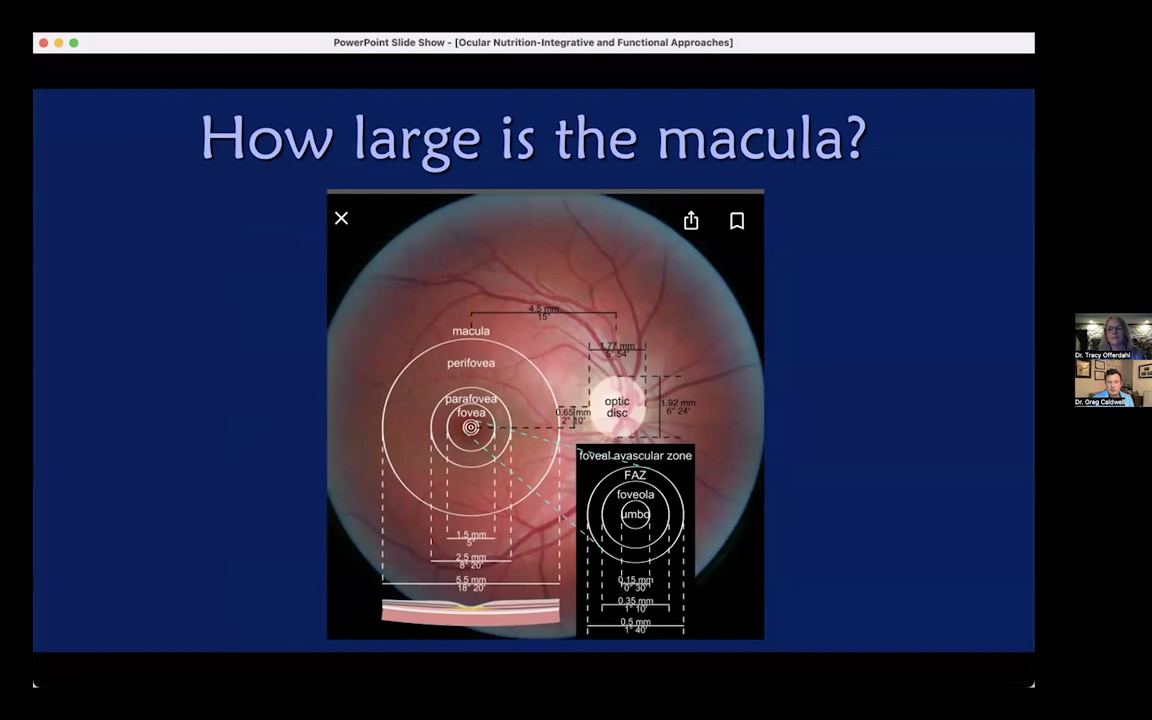 PowerPoint Slide Show - [Ocular Nutrition-Integrative and Functional Approaches]
How large is the macula?
4.5 mm
15°
macula
1.77 mm
5° 54'
perifovea
parafovea
fovea
optic
disc
1.92 mm
6° 24'
0.65 mm
2° 10'
foveal avascular zone
FAZ
foveola
umbo
1.5 mm
5°
2.5 mm
8° 20'
5.5 mm
18° 20'
0.15 mm
0° 30'
0.35 mm
1° 10'
0.5 mm
1° 40'
Dr. Tracy Offerdahl
Dr. Greg Caldwell